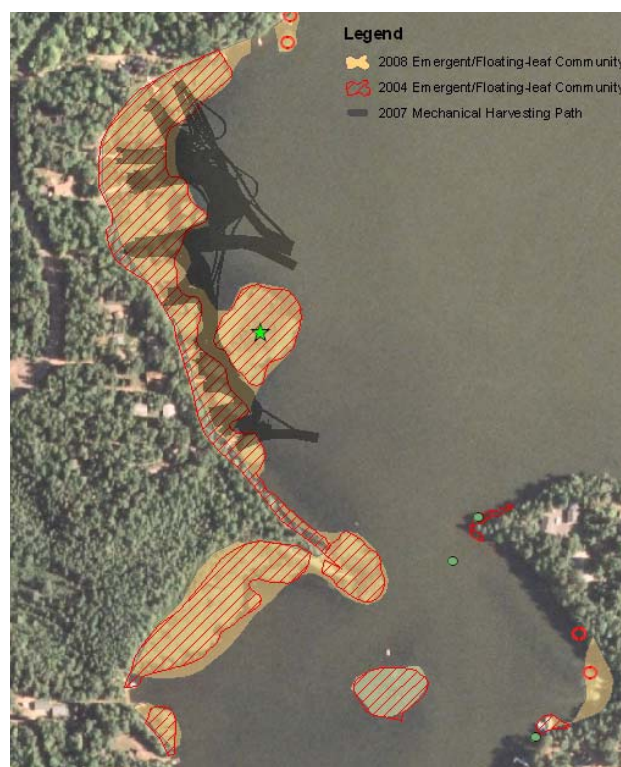 Legend
2008 Emergent/Floating-leaf Community
2004 Emergent/Floating-leaf Community
2007 Mechanical Harvesting Path